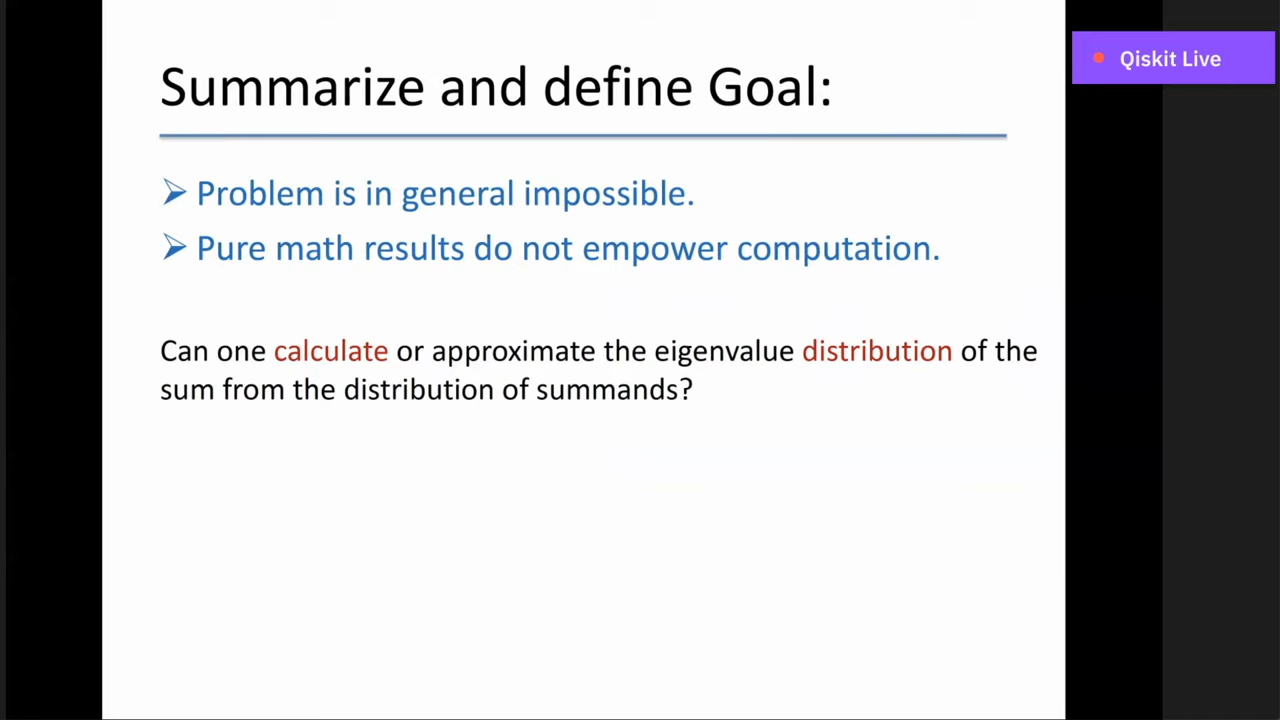 Summarize and define Goal:
Qiskit Live
➢ Problem is in general impossible.
➢ Pure math results do not empower computation.
Can one calculate or approximate the eigenvalue distribution of the
sum from the distribution of summands?